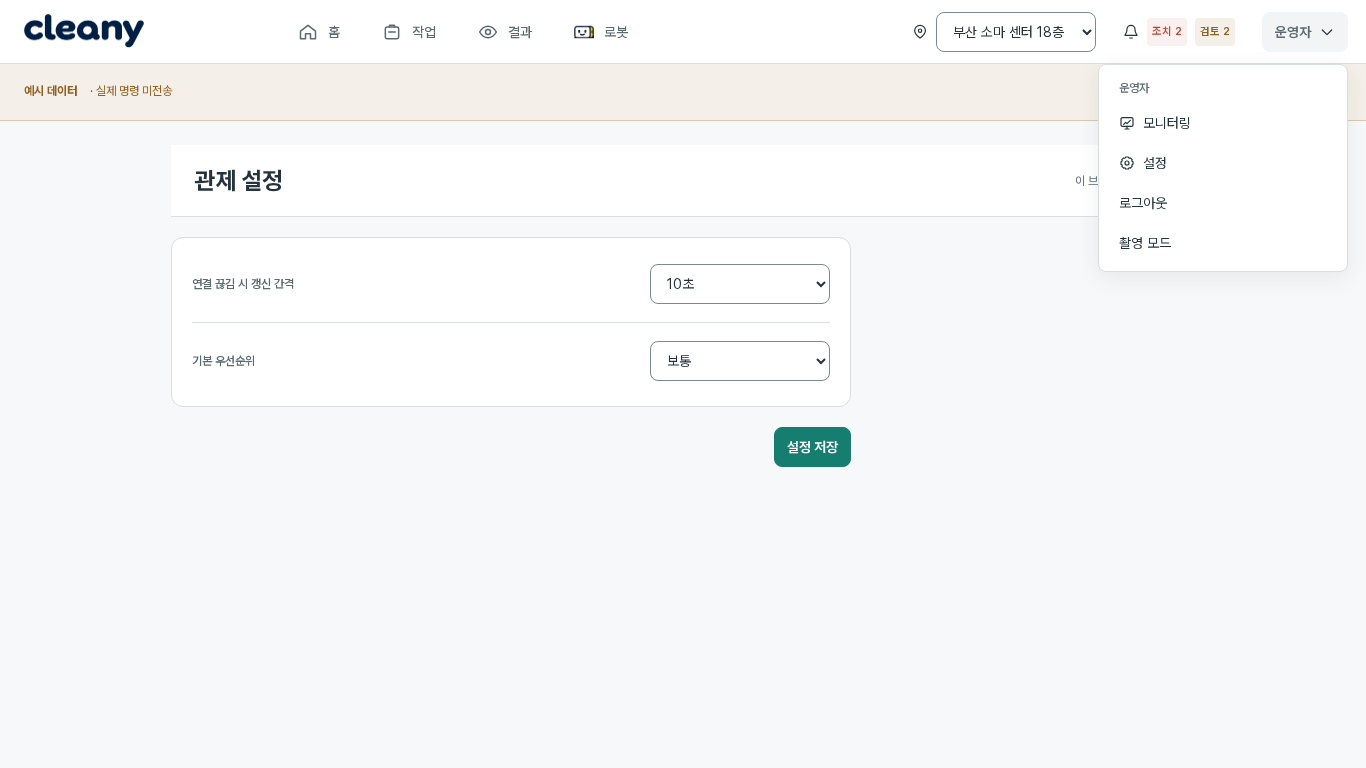 cleany
홈
작업
결과
로봇
부산 소마 센터 18층
조치 2
검토 2
운영자
예시 데이터 · 실제 명령 미전송
운영자
모니터링
설정
로그아웃
촬영 모드
관제 설정
이 브
연결 끊김 시 갱신 간격
10초
기본 우선순위
보통
설정 저장